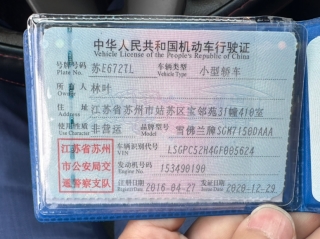 中华人民共和国机动车行驶证
Vehicle License of the People's Republic of China
号牌号码 苏E672TL 车辆类型 小型轿车
Plate No. Vehicle Type
所有人 林叶
Owner
住址 江苏省苏州市姑苏区宝邻苑31幢410室
Address
使用性质 非营运 品牌型号 雪佛兰牌SGM7150DAAA
Use Character Model
江苏省苏州
市公安局交
通警察支队
车辆识别代号 LSGPC52H4GF005624
VIN
发动机号码 153490190
Engine No.
注册日期 2016-04-27 发证日期 2020-12-29
Register Date Issue Date